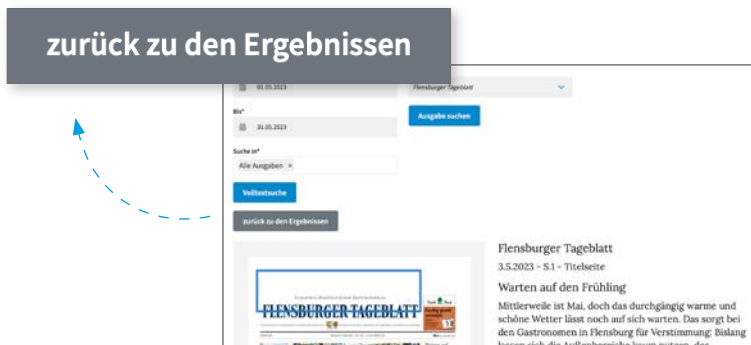 zurück zu den Ergebnissen
01.05.2023
Flensburger Tageblatt
Bis*
31.05.2023
Ausgabe suchen
Suche in*
Alle Ausgaben ×
Volltextsuche
zurück zu den Ergebnissen
Flensburger Tageblatt
3.5.2023 - S.1 - Titelseite
Warten auf den Frühling
Mittlerweile ist Mai, doch das durchgängig warme und
schöne Wetter lässt noch auf sich warten. Das sorgt bei
den Gastronomen in Flensburg für Verstimmung: Bislang
FLENSBURGER TAGEBLATT